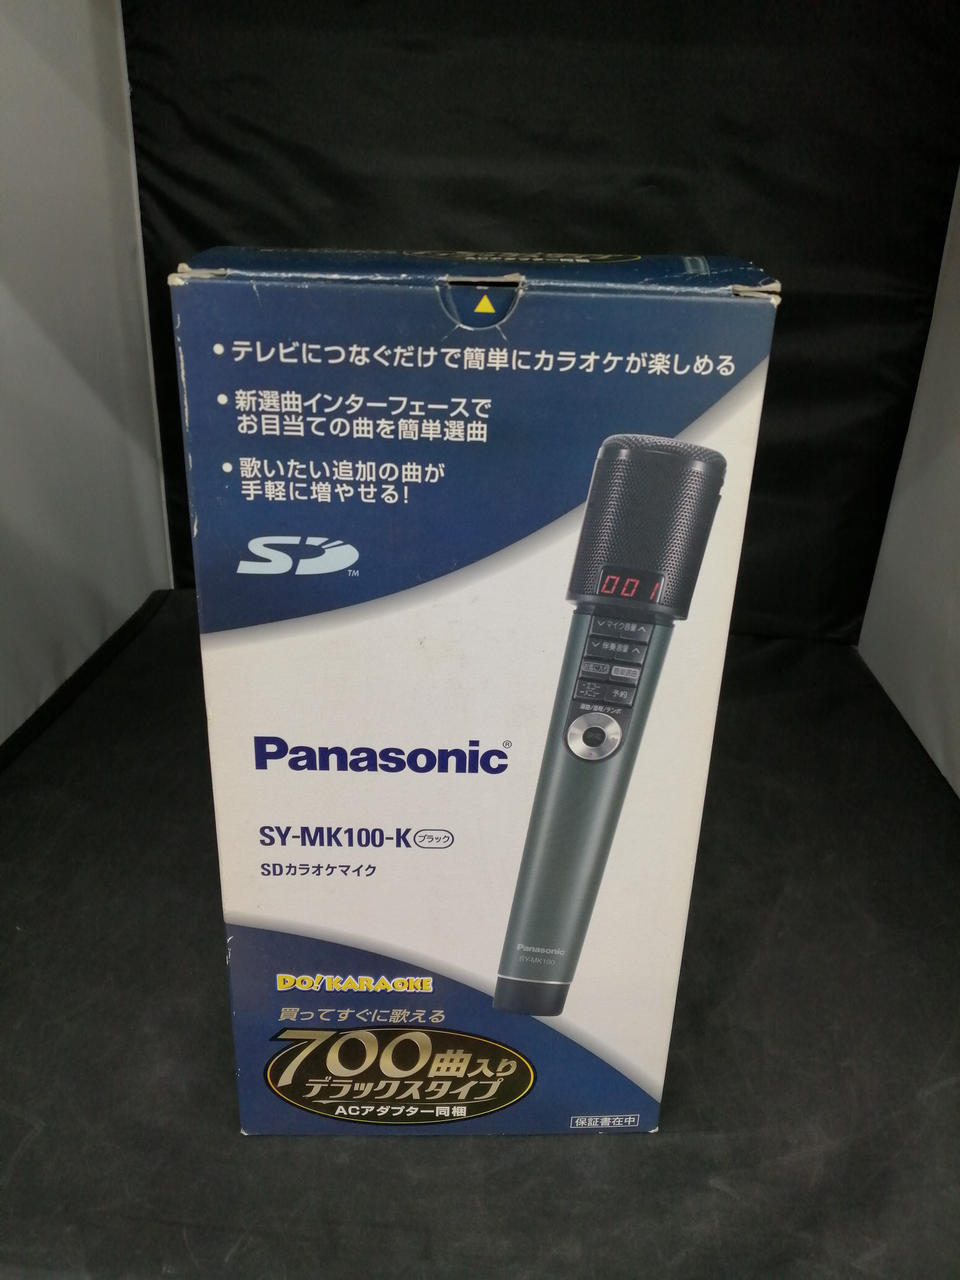 ●テレビにつなぐだけで簡単にカラオケが楽しめる
●新選曲インターフェースで
お目当ての曲を簡単選曲
●歌いたい追加の曲が
手軽に増やせる!
SD TM
001
マイク音量
伴奏音量
予約
Panasonic®
SY-MK100-K ブラック
SDカラオケマイク
Panasonic
SY-MK100
DO!KARAOKE
買ってすぐに歌える
700曲入り
デラックスタイプ
ACアダプター同梱
保証書在中